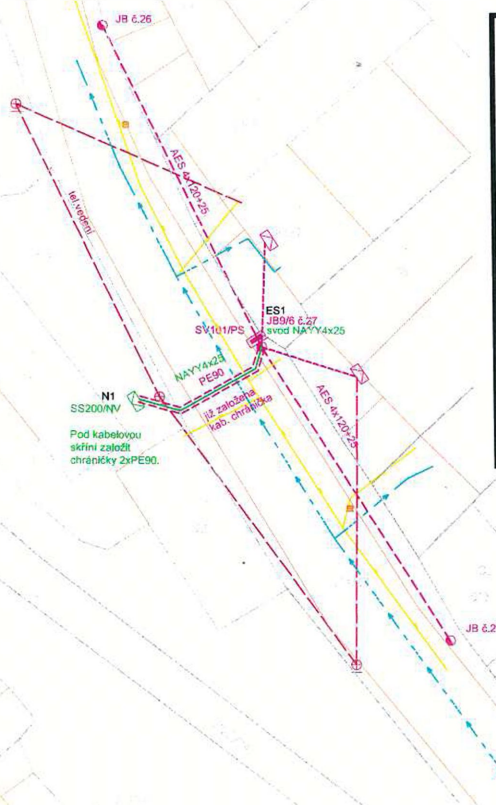 JB č.26
AES 4x120+25
tel.vedení
ES1
JB9/6 č.27
SV101/PS
svod NAYY4x25
NAYY4x25
PE90
N1
SS200/NV
již založena
kab. chránička
AES 4x120+25
Pod kabelovou
skříní založit
chráničky 2xPE90.
JB č.2